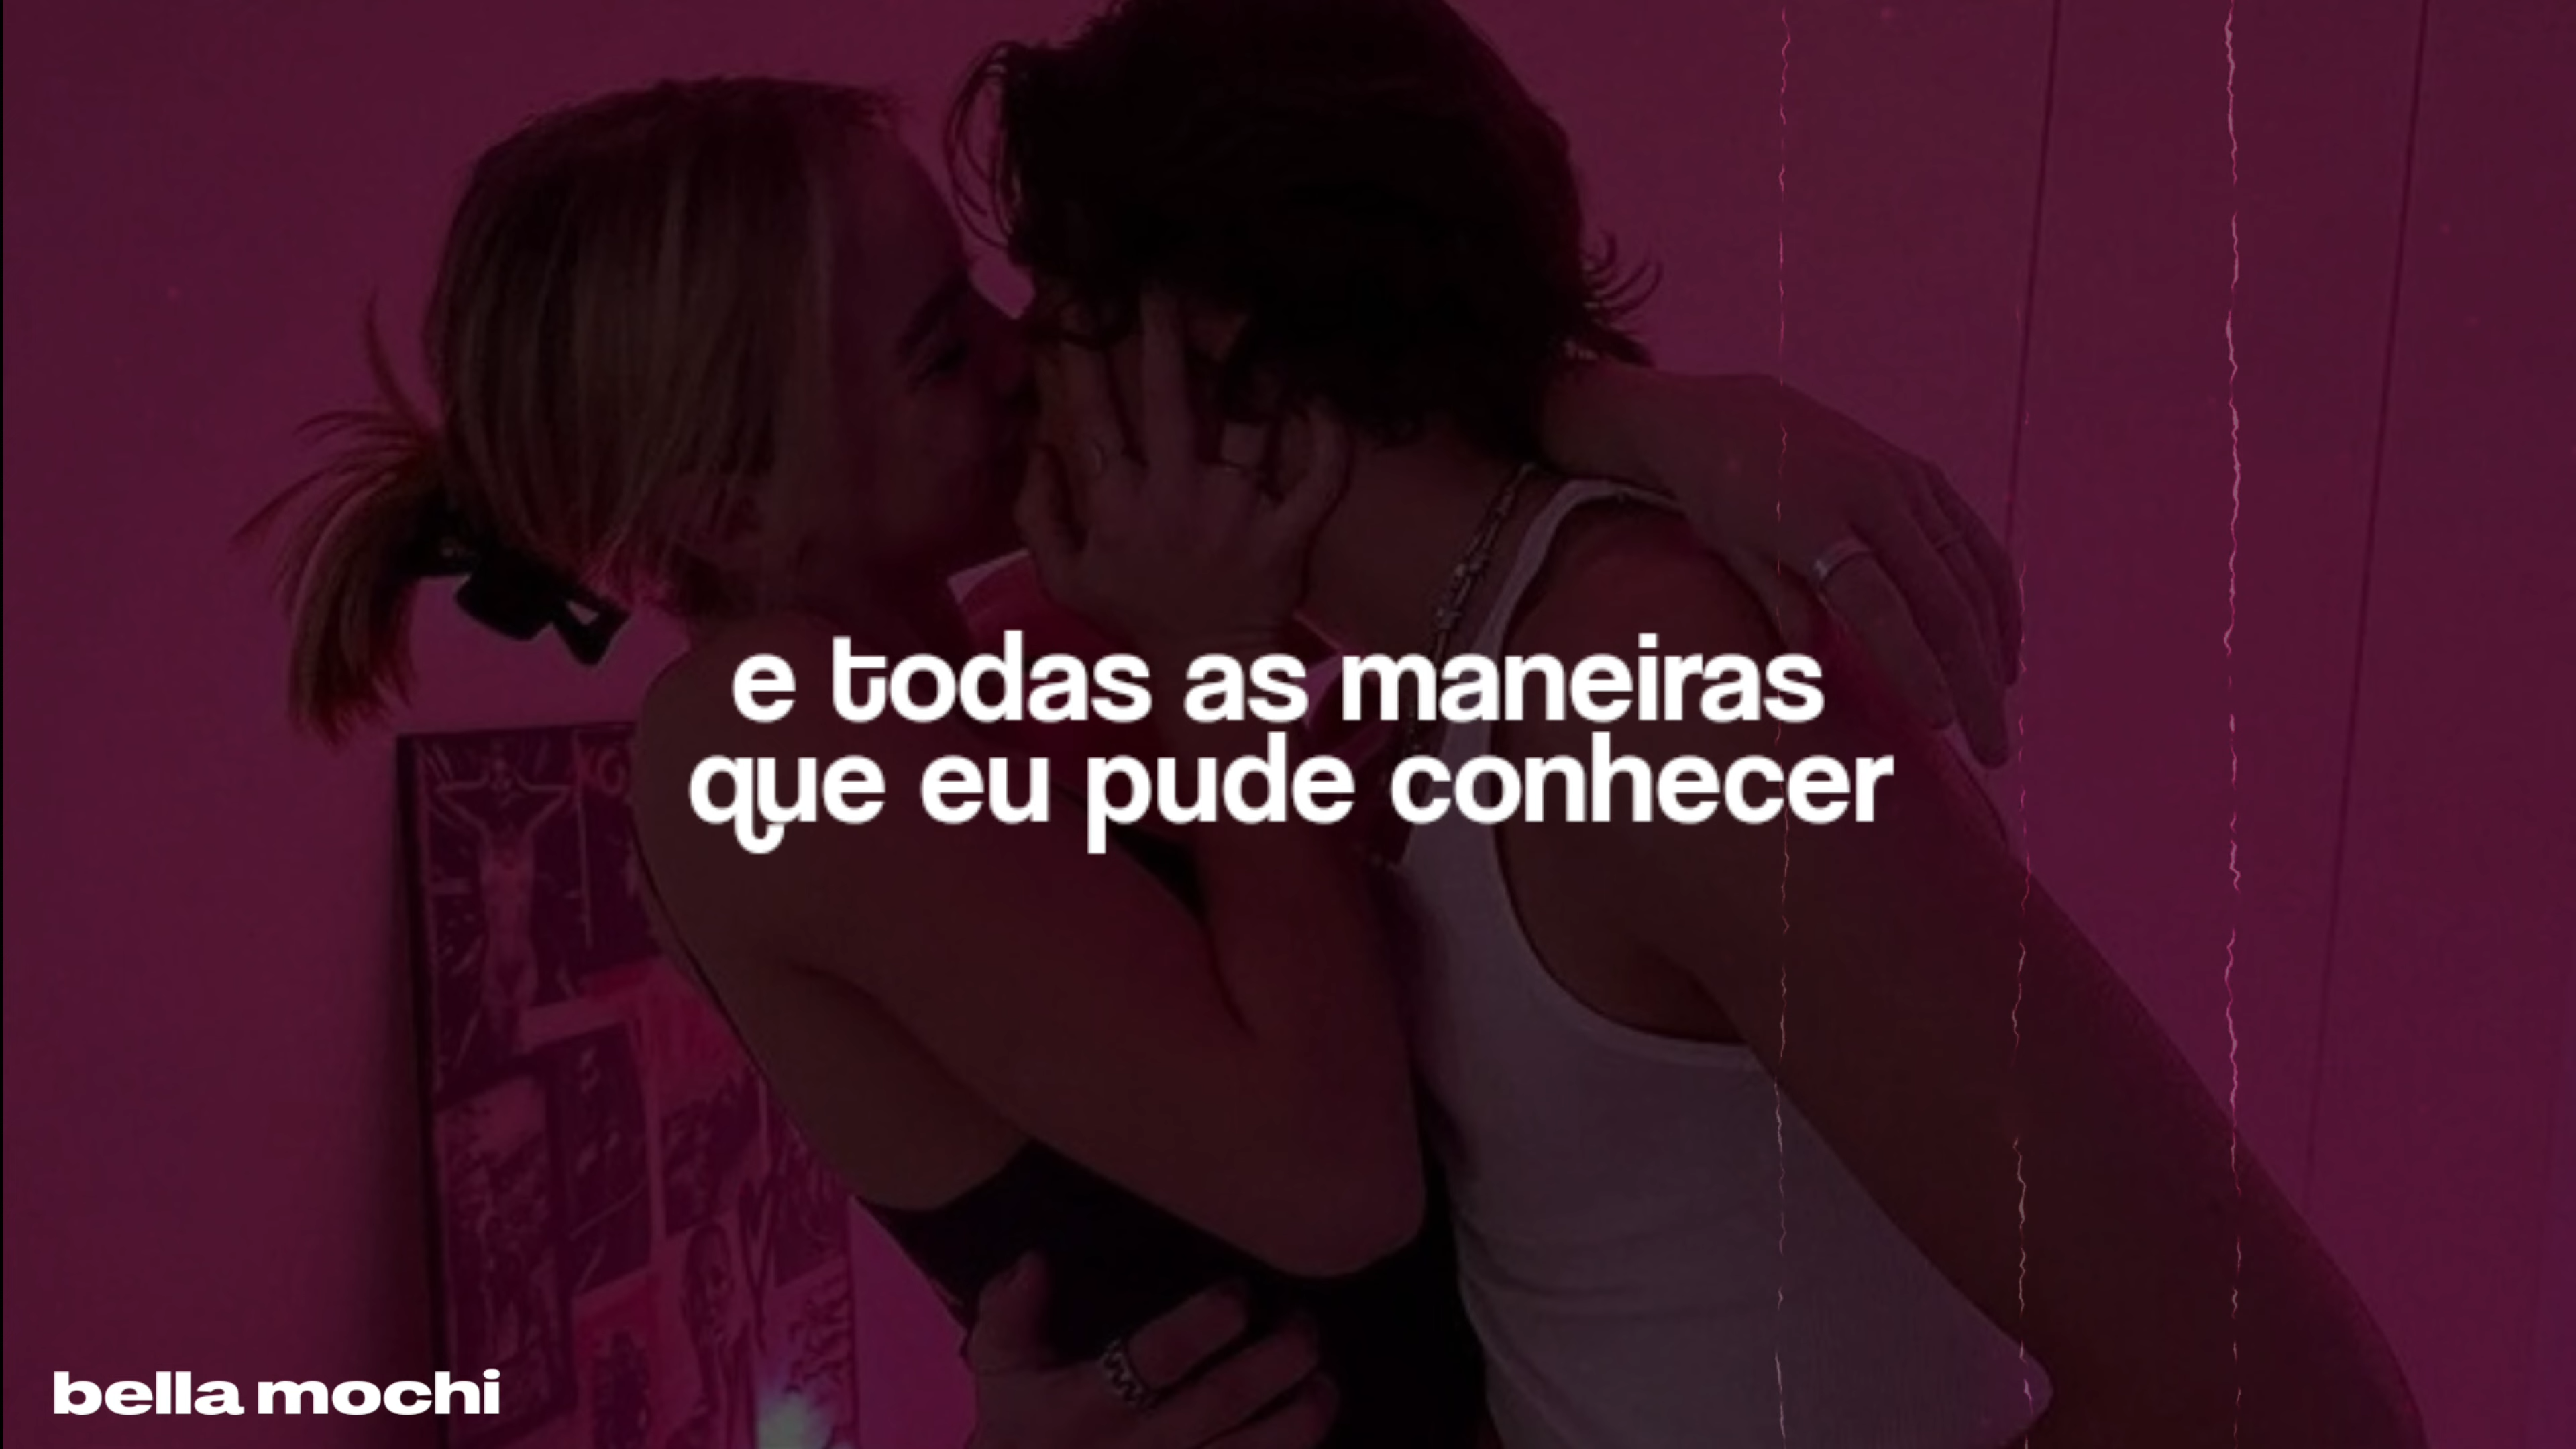 e todas as maneiras
que eu pude conhecer
bella mochi